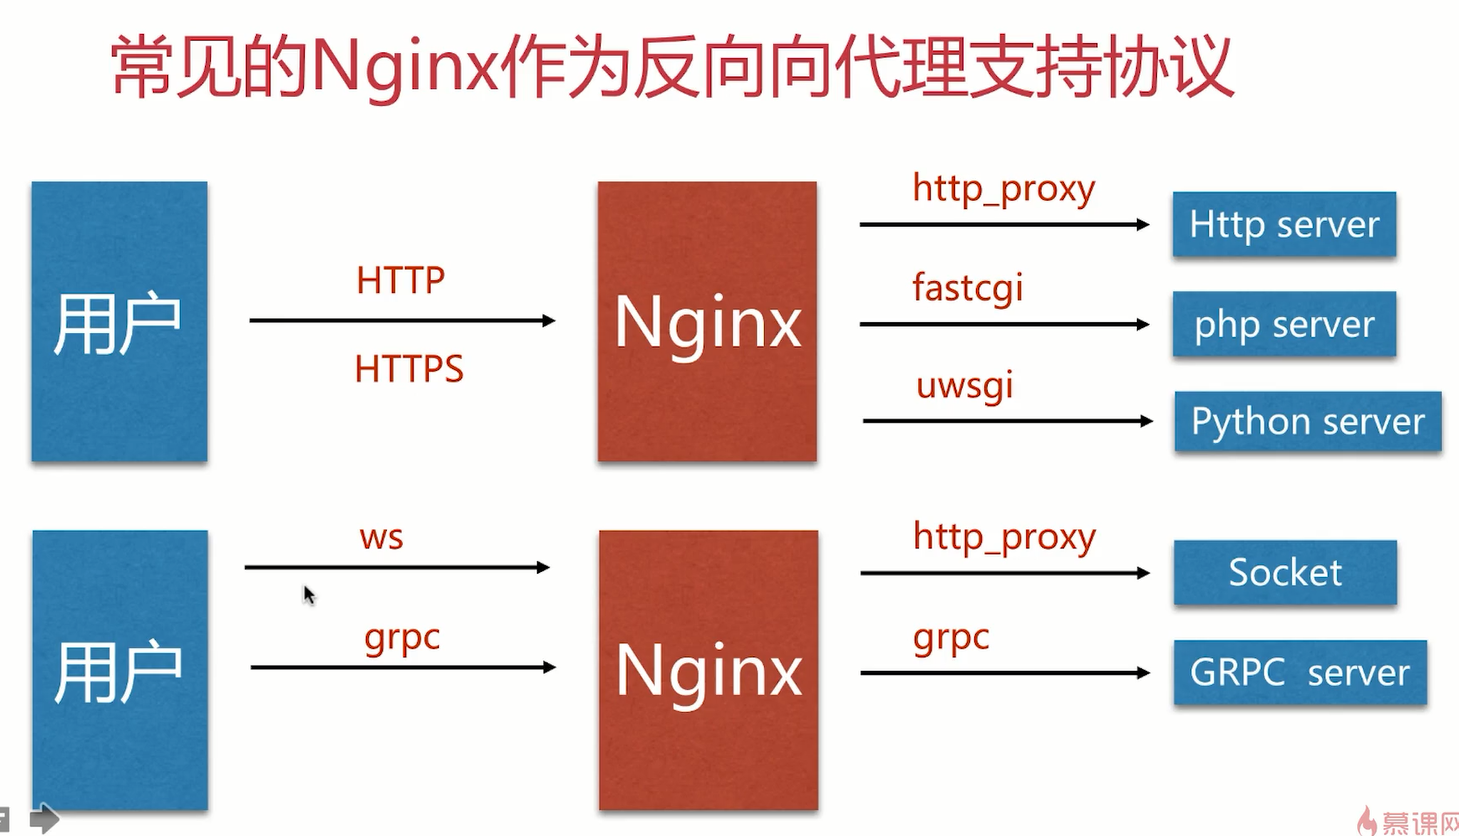 常见的Nginx作为反向向代理支持协议
用户
HTTP
HTTPS
Nginx
http_proxy
Http server
fastcgi
php server
uwsgi
Python server
用户
ws
grpc
Nginx
http_proxy
Socket
grpc
GRPC server
慕课网